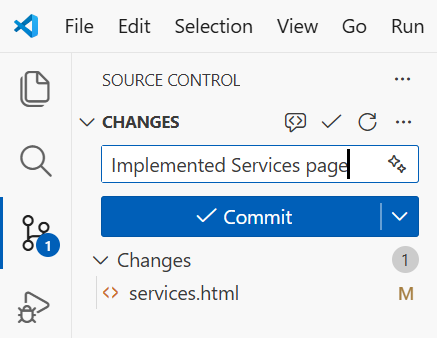 File Edit Selection View Go Run
SOURCE CONTROL ...
CHANGES ...
Implemented Services page
Commit
Changes 1
1
services.html M